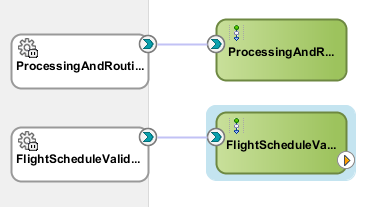 ProcessingAndRouti...
ProcessingAndR...
FlightScheduleValid...
FlightScheduleVa...